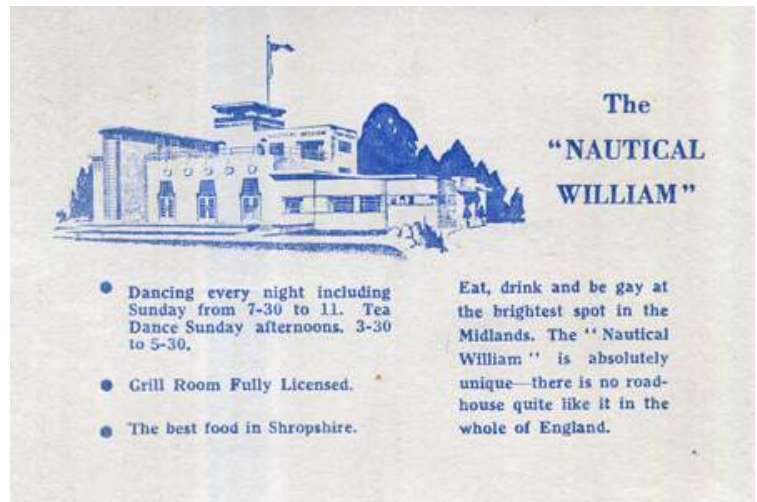 The
"NAUTICAL
WILLIAM"
NAUTICAL WILLIAM
Dancing every night including
Sunday from 7-30 to 11. Tea
Dance Sunday afternoons. 3-30
to 5-30.
Grill Room Fully Licensed.
The best food in Shropshire.
Eat, drink and be gay at
the brightest spot in the
Midlands. The "Nautical
William" is absolutely
unique—there is no road-
house quite like it in the
whole of England.